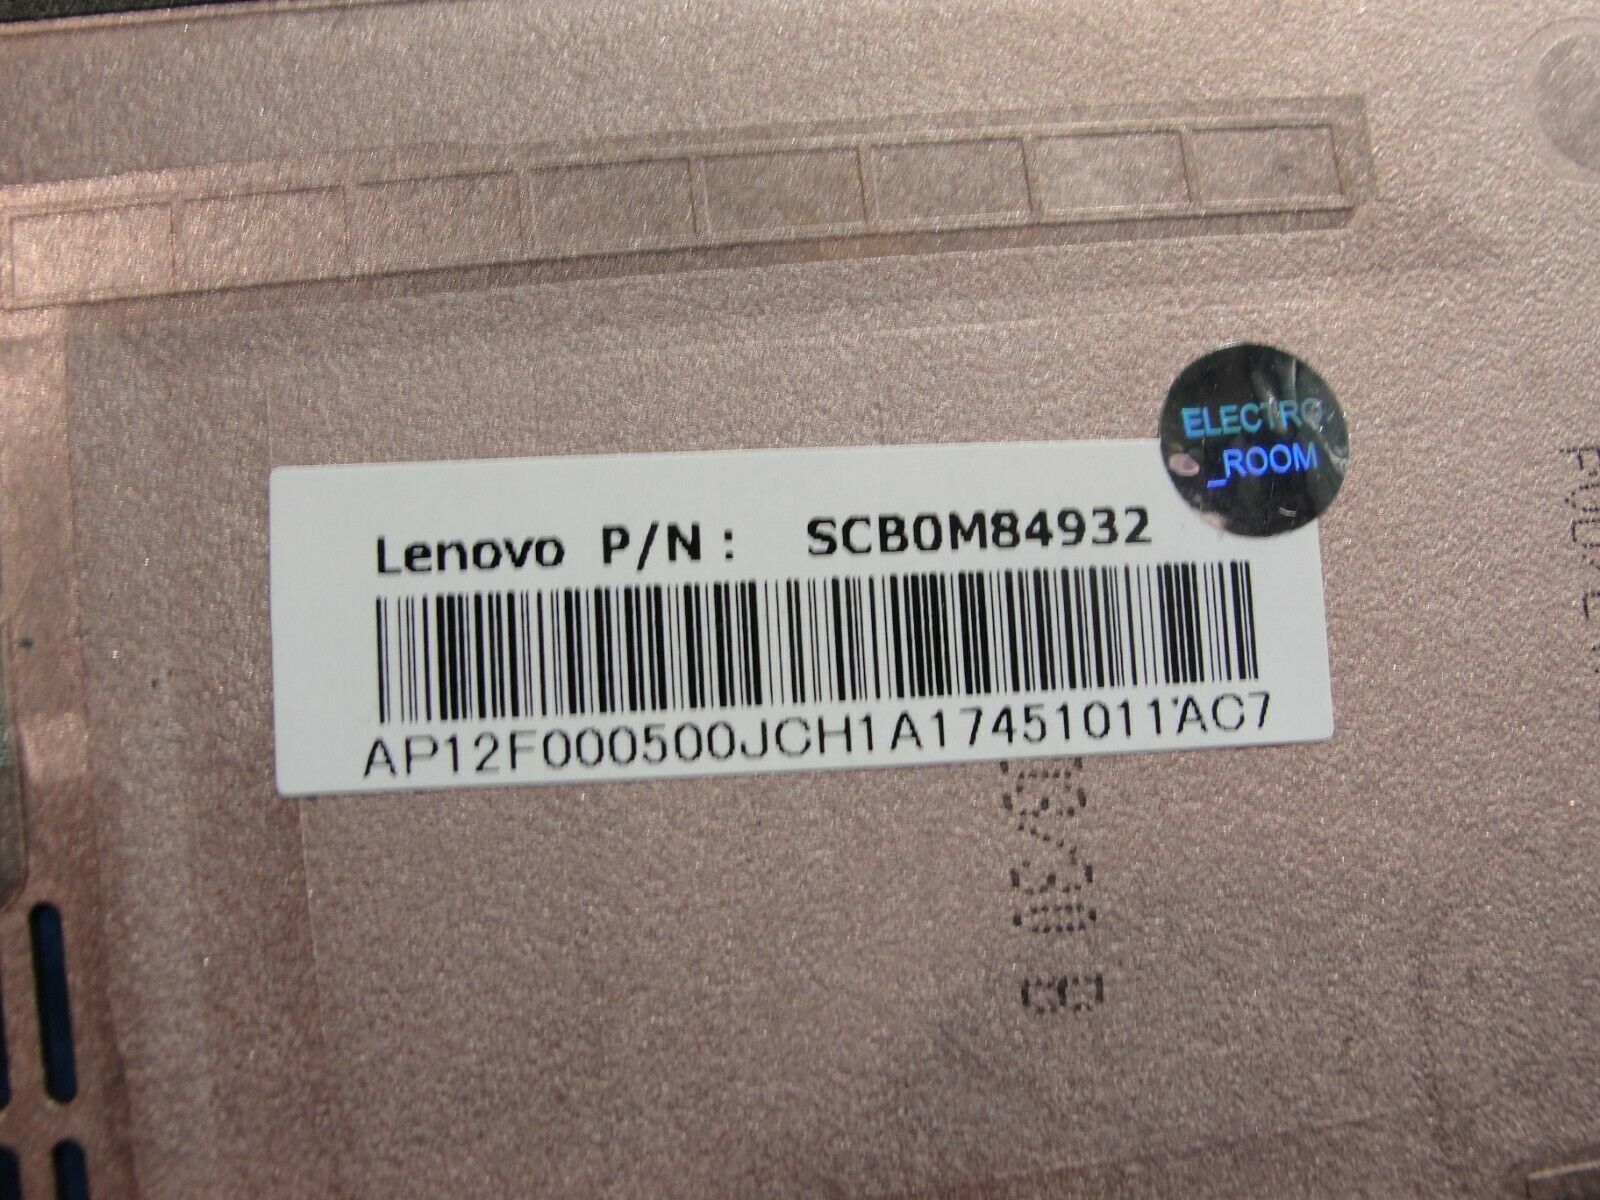 ELECTRO
_ROOM
Lenovo P/N : SCB0M84932
AP12F000500JCH1A17451011AC7